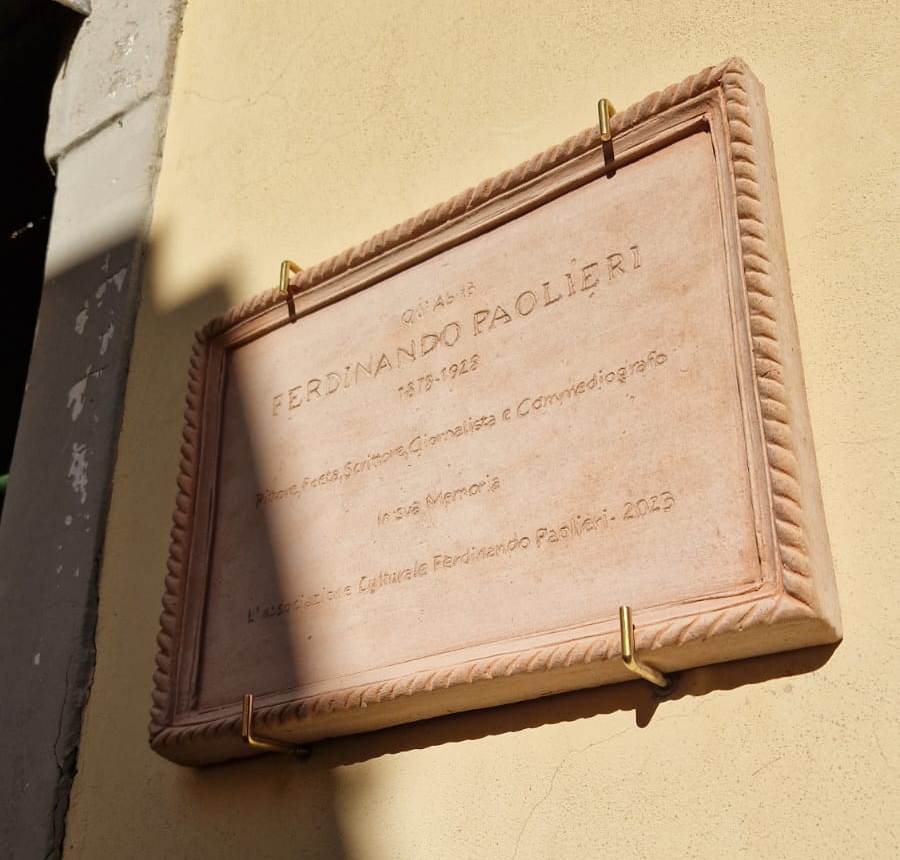 Qui Abitò
FERDINANDO PAOLIERI
1878-1928
Pittore, Poeta, Scrittore, Giornalista e Commediografo
In sua Memoria
L'associazione Culturale Ferdinando Paolieri - 2023